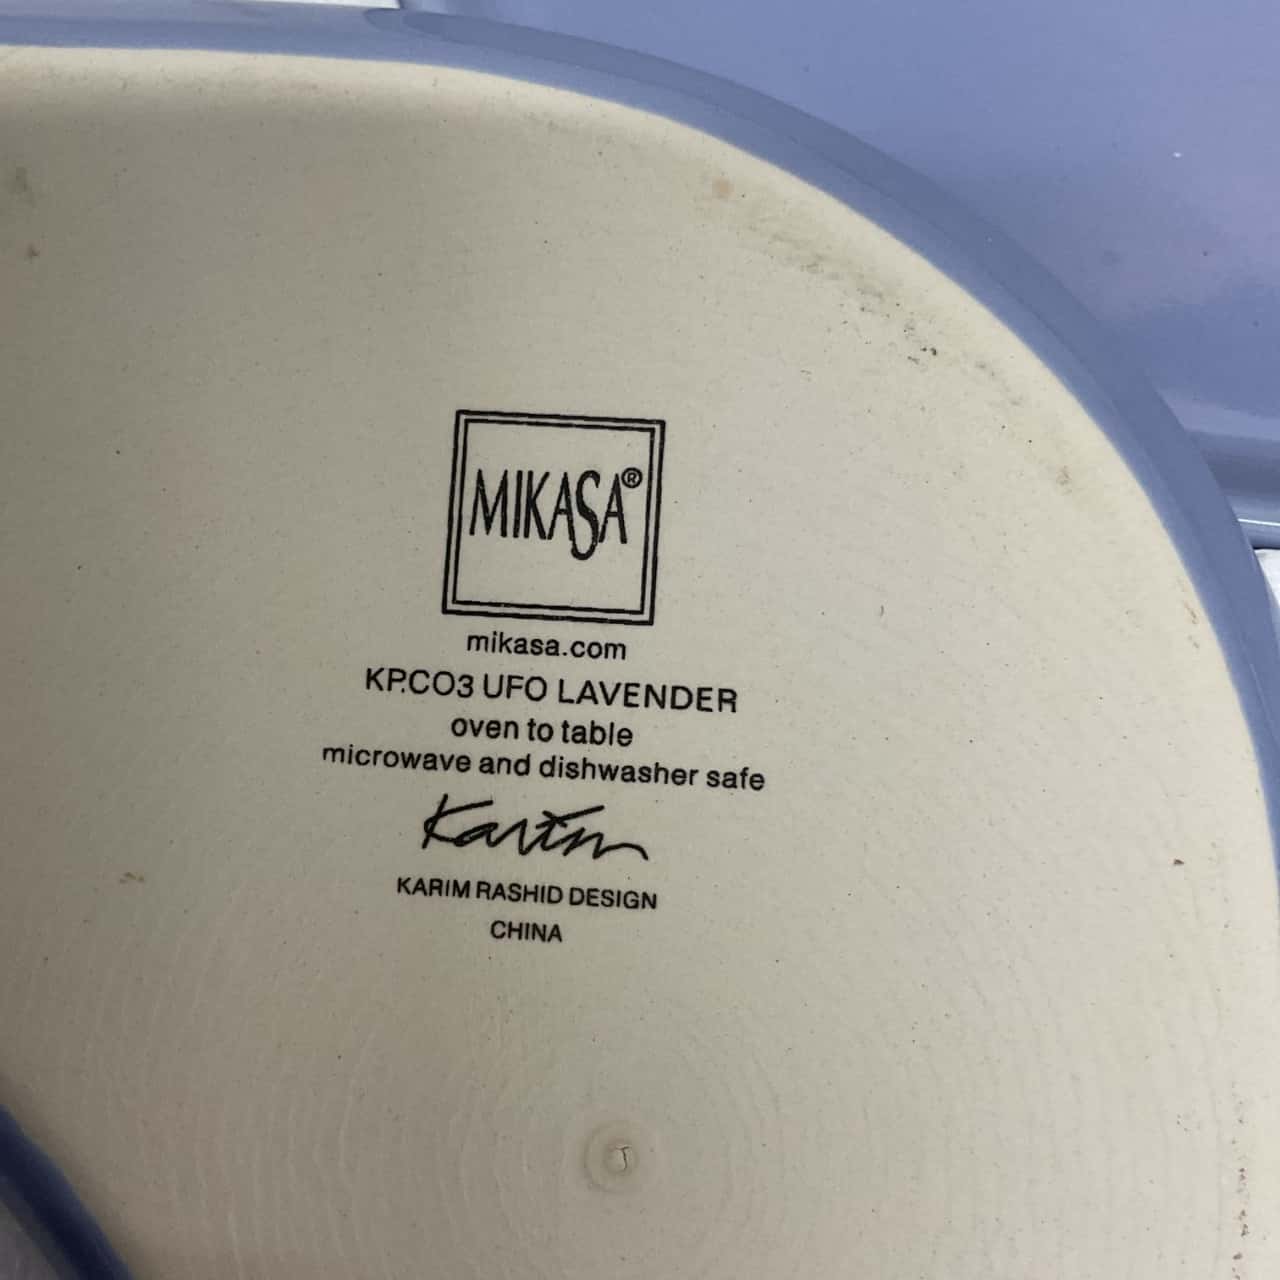 MIKASA®
mikasa.com
KP.CO3 UFO LAVENDER
oven to table
microwave and dishwasher safe
Karim
KARIM RASHID DESIGN
CHINA